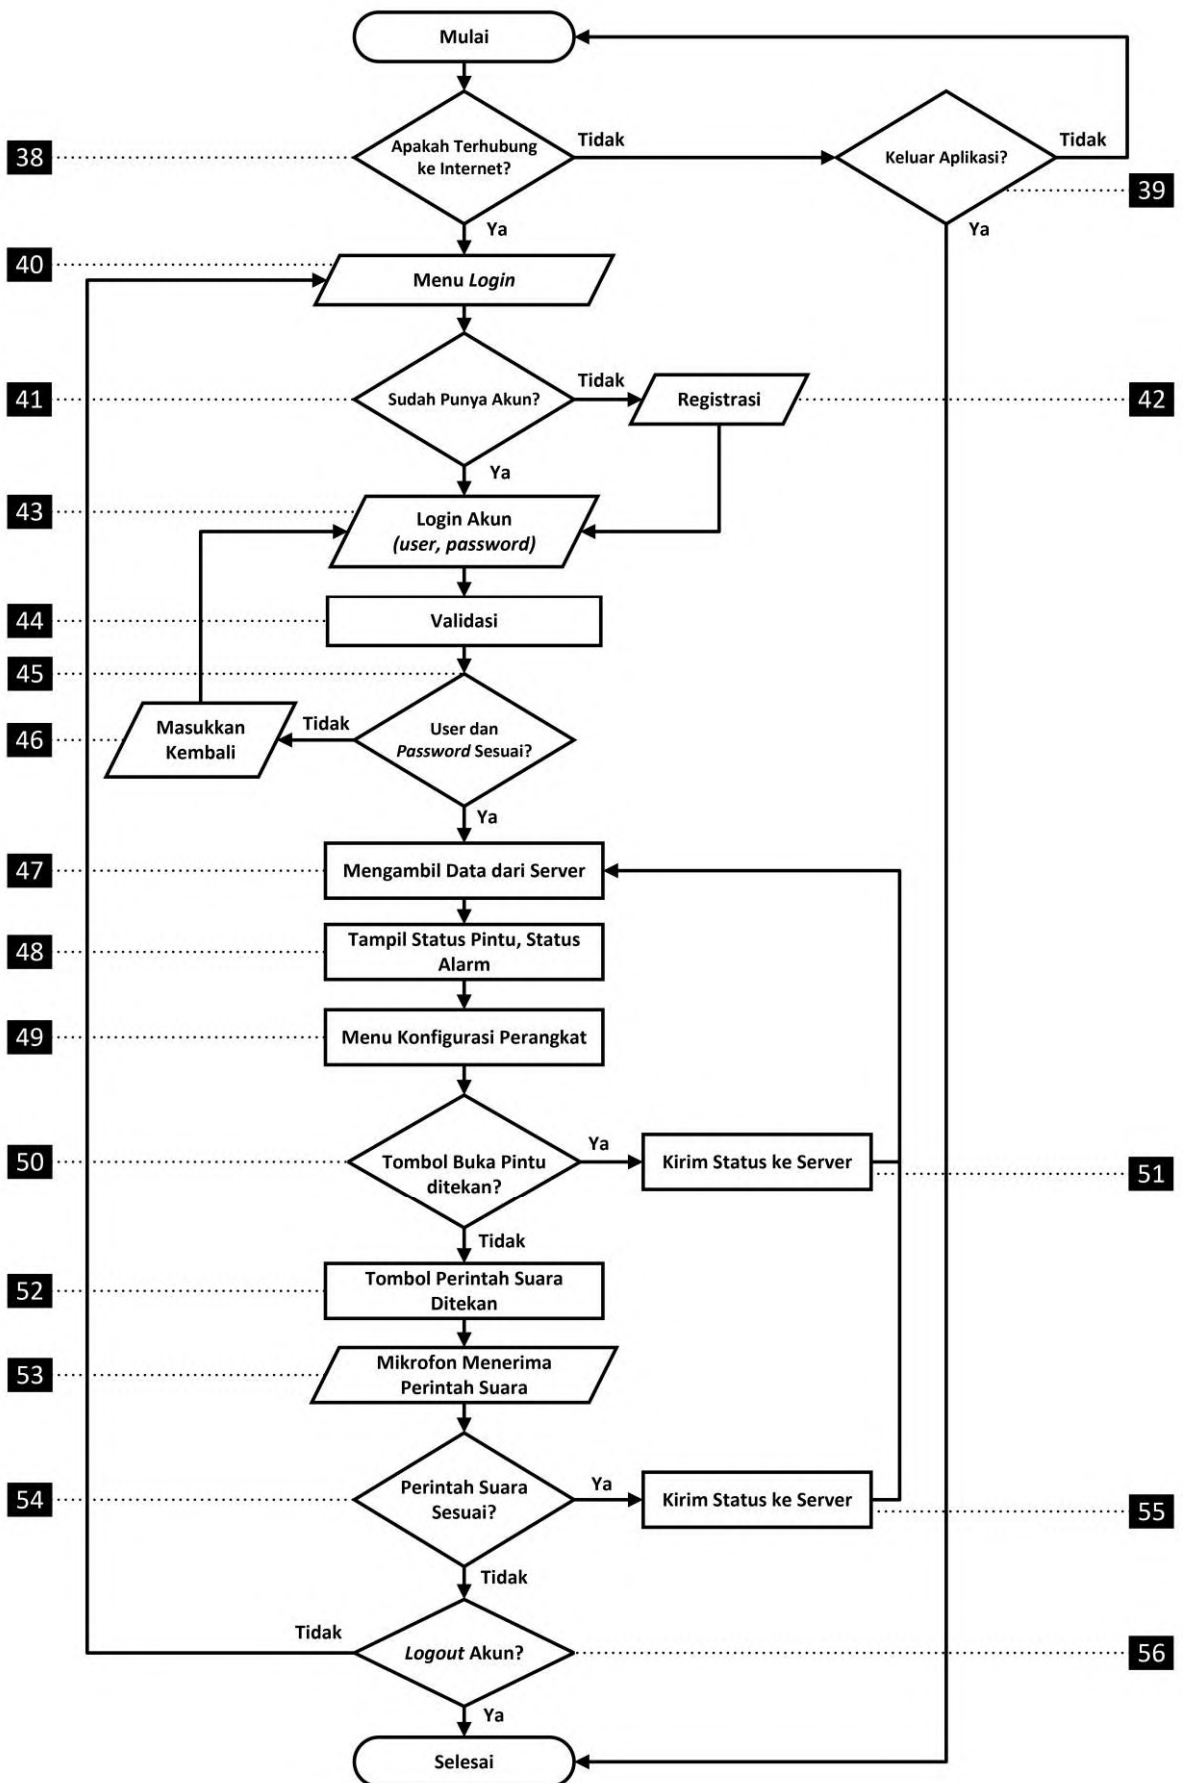 Mulai
38
Apakah Terhubung
ke Internet?
Tidak
Keluar Aplikasi?
Tidak
39
Ya
Ya
40
Menu Login
41
Sudah Punya Akun?
Tidak
Registrasi
42
Ya
43
Login Akun
(user, password)
44
Validasi
45
46
Masukkan
Kembali
Tidak
User dan
Password Sesuai?
Ya
47
Mengambil Data dari Server
48
Tampil Status Pintu, Status
Alarm
49
Menu Konfigurasi Perangkat
50
Tombol Buka Pintu
ditekan?
Ya
Kirim Status ke Server
51
Tidak
52
Tombol Perintah Suara
Ditekan
53
Mikrofon Menerima
Perintah Suara
54
Perintah Suara
Sesuai?
Ya
Kirim Status ke Server
55
Tidak
Tidak
Logout Akun?
56
Ya
Selesai